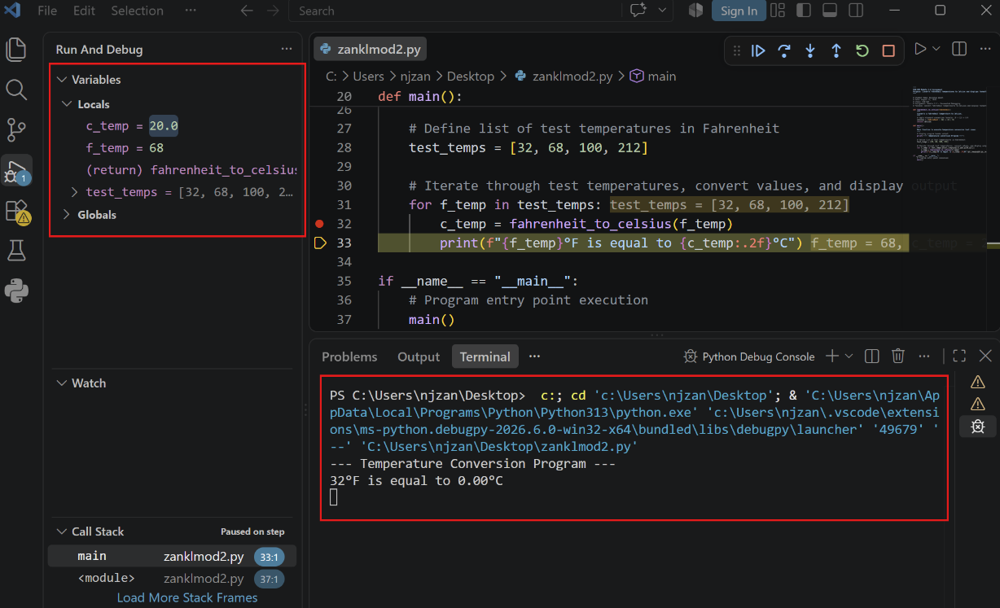 File Edit Selection ··· Search Sign In
Run And Debug ···
Variables
Locals
c_temp = 20.0
f_temp = 68
(return) fahrenheit_to_celsius
test_temps = [32, 68, 100, 2…
Globals
Watch
Call Stack Paused on step
main zanklmod2.py 33:1
<module> zanklmod2.py 37:1
Load More Stack Frames
1
zanklmod2.py
C: > Users > njzan > Desktop > zanklmod2.py > main
20 def main():
26
27 # Define list of test temperatures in Fahrenheit
28 test_temps = [32, 68, 100, 212]
29
30 # Iterate through test temperatures, convert values, and display output
31 for f_temp in test_temps: test_temps = [32, 68, 100, 212]
32 c_temp = fahrenheit_to_celsius(f_temp)
33 print(f"{f_temp}°F is equal to {c_temp:.2f}°C") f_temp = 68, c_temp =
34
35 if __name__ == "__main__":
36 # Program entry point execution
37 main()
Problems Output Terminal ··· Python Debug Console
PS C:\Users\njzan\Desktop> c:; cd 'c:\Users\njzan\Desktop'; & 'C:\Users\njzan\Ap
pData\Local\Programs\Python\Python313\python.exe' 'c:\Users\njzan\.vscode\extensi
ons\ms-python.debugpy-2026.6.0-win32-x64\bundled\libs\debugpy\launcher' '49679' '
--' 'C:\Users\njzan\Desktop\zanklmod2.py'
--- Temperature Conversion Program ---
32°F is equal to 0.00°C